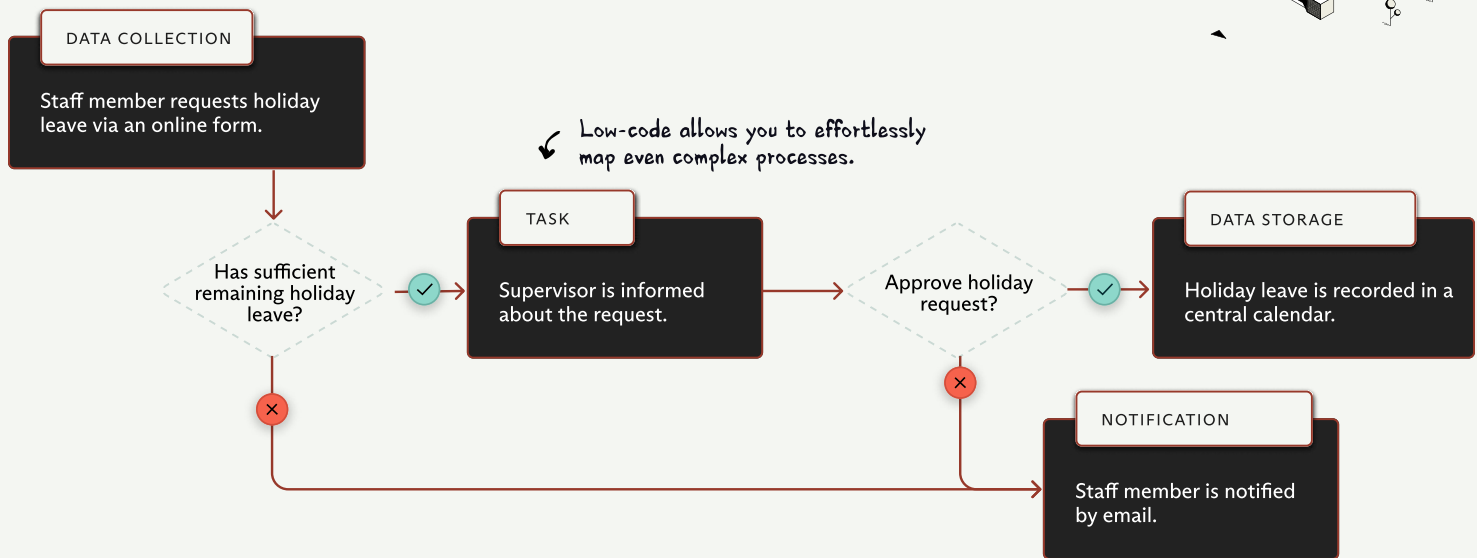 DATA COLLECTION
Staff member requests holiday
leave via an online form.
Low-code allows you to effortlessly
map even complex processes.
Has sufficient
remaining holiday
leave?
TASK
Supervisor is informed
about the request.
Approve holiday
request?
DATA STORAGE
Holiday leave is recorded in a
central calendar.
NOTIFICATION
Staff member is notified
by email.